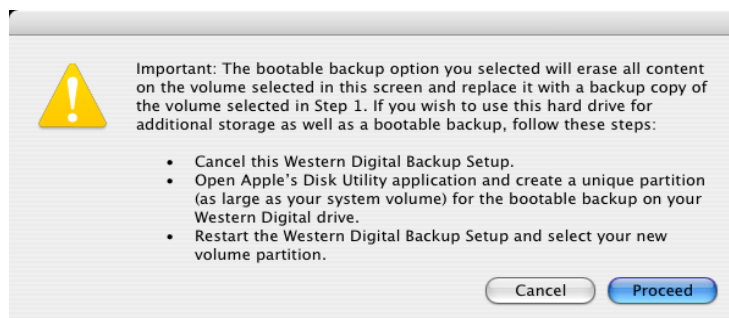 Important: The bootable backup option you selected will erase all content
on the volume selected in this screen and replace it with a backup copy of
the volume selected in Step 1. If you wish to use this hard drive for
additional storage as well as a bootable backup, follow these steps:
• Cancel this Western Digital Backup Setup.
• Open Apple's Disk Utility application and create a unique partition
(as large as your system volume) for the bootable backup on your
Western Digital drive.
• Restart the Western Digital Backup Setup and select your new
volume partition.
Cancel Proceed